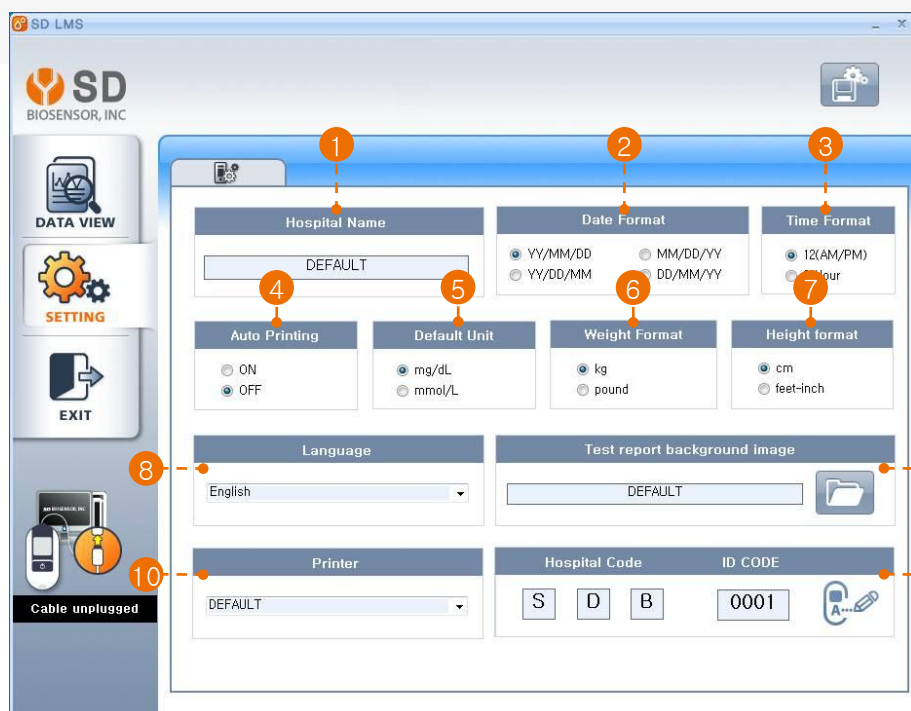 SD LMS
SD
BIOSENSOR, INC
1
2
3
DATA VIEW
Hospital Name
Date Format
Time Format
DEFAULT
YY/MM/DD
MM/DD/YY
12(AM/PM)
YY/DD/MM
DD/MM/YY
SETTING
4
5
6
7
Auto Printing
Default Unit
Weight Format
Height format
ON
mg/dL
kg
cm
OFF
mmol/L
pound
feet-inch
EXIT
8
Language
Test report background image
English
DEFAULT
SD BIOSENSOR, INC
10
Printer
Hospital Code
ID CODE
Cable unplugged
DEFAULT
S D B
0001
A...